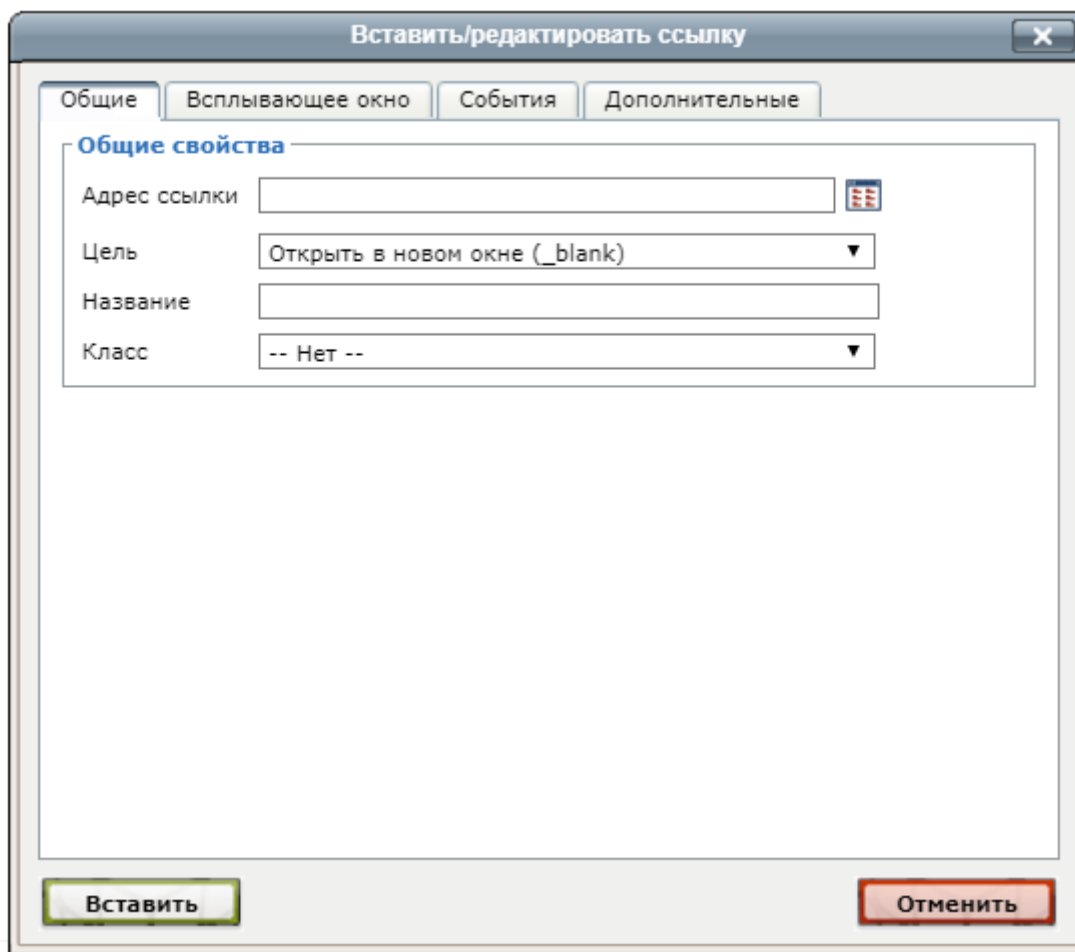 Вставить/редактировать ссылку
Общие Всплывающее окно События Дополнительные
Общие свойства
Адрес ссылки
Цель Открыть в новом окне (_blank)
Название
Класс -- Нет --
Вставить Отменить